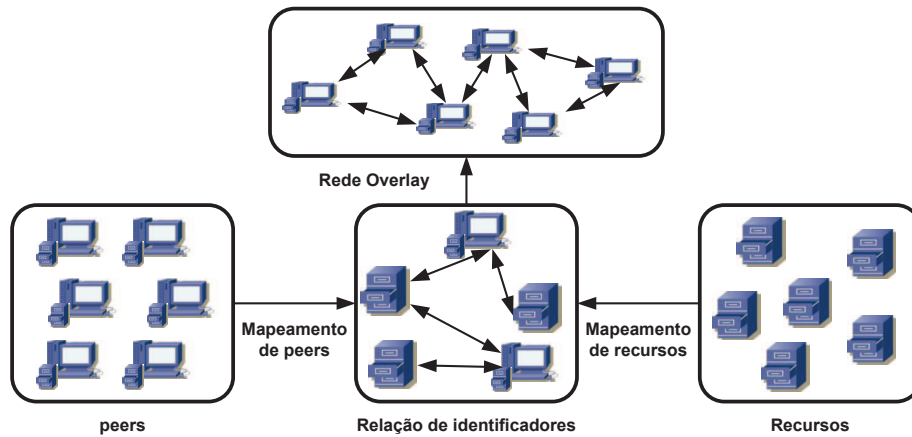 Rede Overlay
Mapeamento
de peers
Mapeamento
de recursos
peers
Relação de identificadores
Recursos